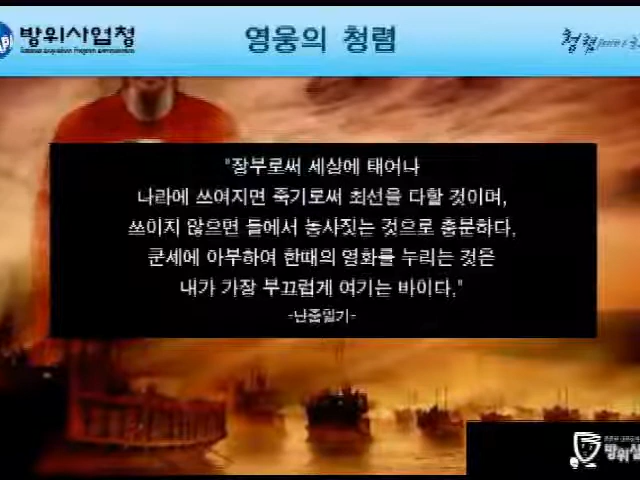 방위사업청
영웅의 청렴
청렴
"장부로써 세상에 태어나
나라에 쓰여지면 죽기로써 최선을 다할 것이며,
쓰이지 않으면 들에서 농사짓는 것으로 충분하다.
권세에 아부하여 한때의 영화를 누리는 것은
내가 가장 부끄럽게 여기는 바이다."
-난중일기-